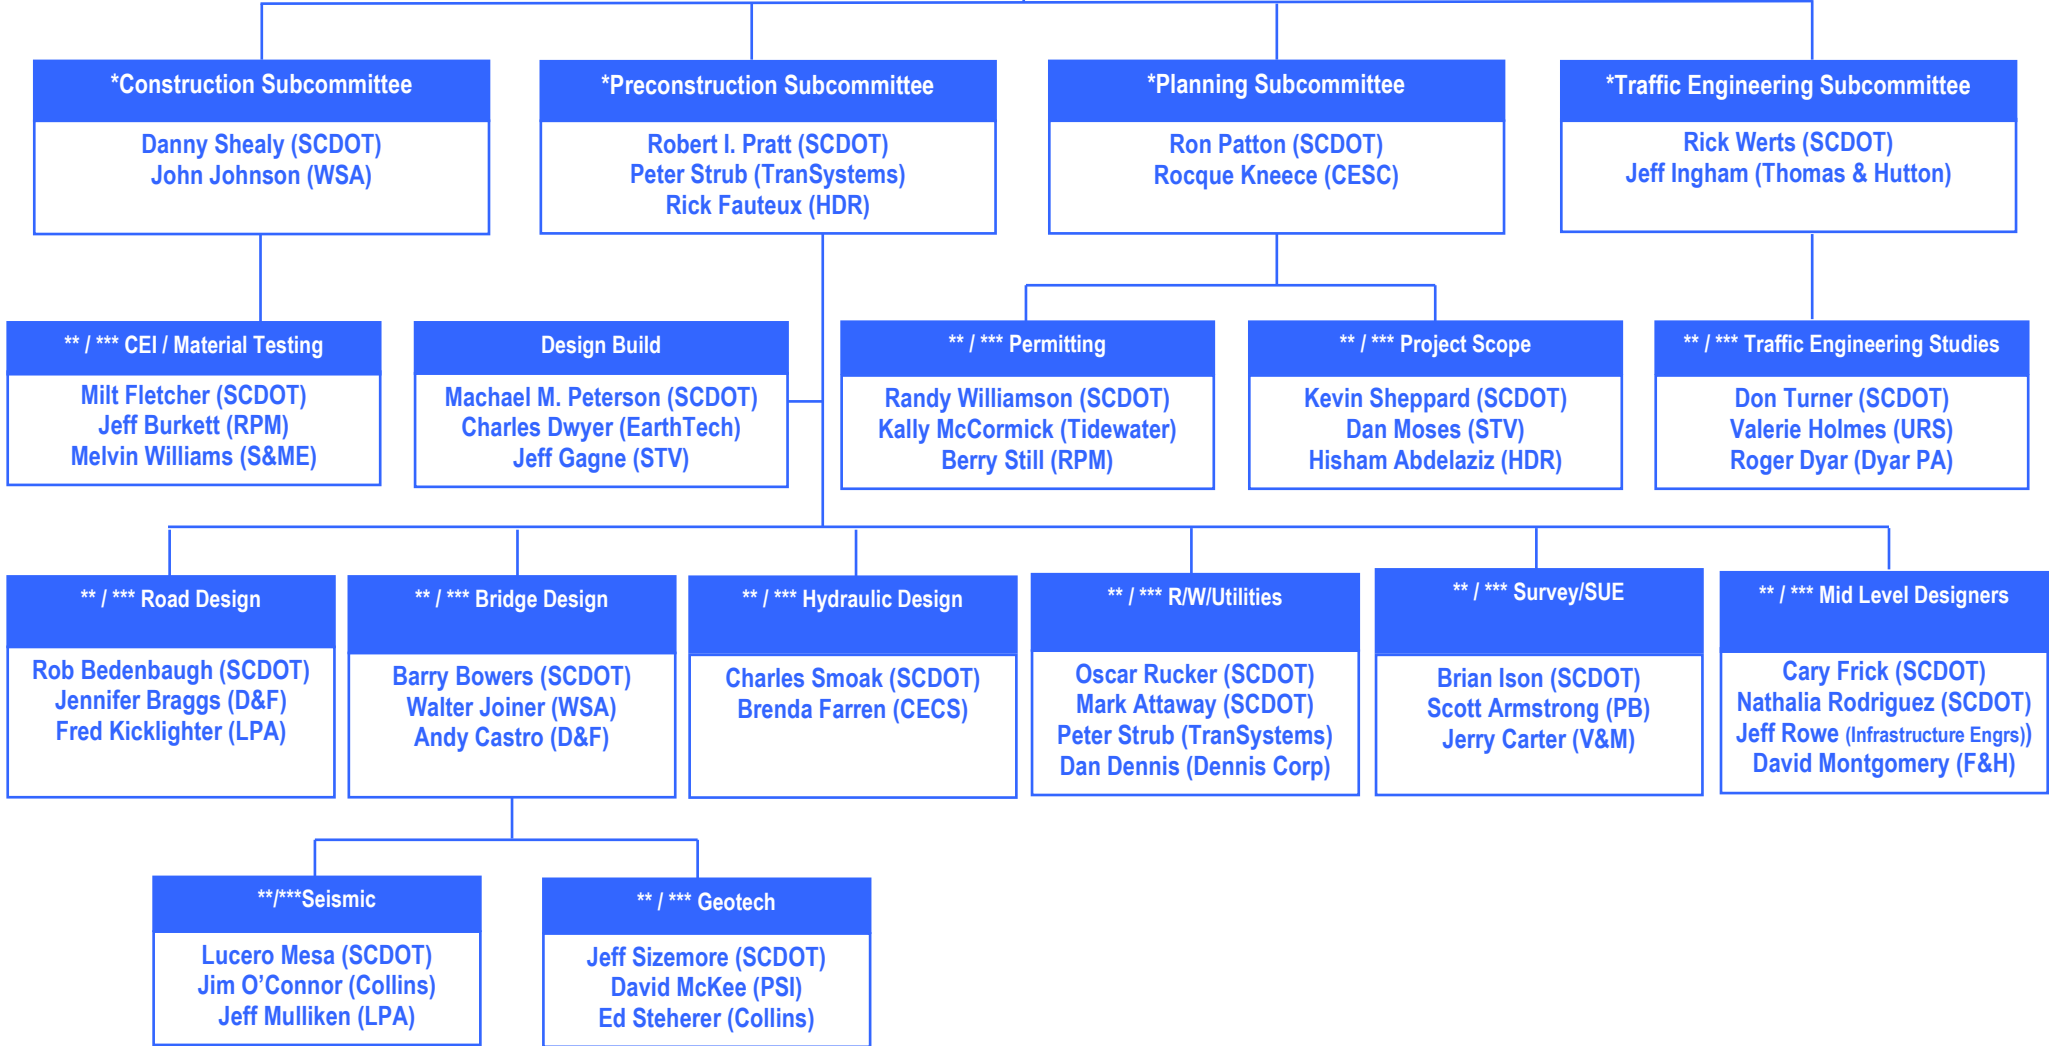 *Construction Subcommittee
Danny Shealy (SCDOT)
John Johnson (WSA)
*Preconstruction Subcommittee
Robert I. Pratt (SCDOT)
Peter Strub (TranSystems)
Rick Fauteux (HDR)
*Planning Subcommittee
Ron Patton (SCDOT)
Rocque Kneece (CESC)
*Traffic Engineering Subcommittee
Rick Werts (SCDOT)
Jeff Ingham (Thomas & Hutton)
** / *** CEI / Material Testing
Milt Fletcher (SCDOT)
Jeff Burkett (RPM)
Melvin Williams (S&ME)
Design Build
Machael M. Peterson (SCDOT)
Charles Dwyer (EarthTech)
Jeff Gagne (STV)
** / *** Permitting
Randy Williamson (SCDOT)
Kally McCormick (Tidewater)
Berry Still (RPM)
** / *** Project Scope
Kevin Sheppard (SCDOT)
Dan Moses (STV)
Hisham Abdelaziz (HDR)
** / *** Traffic Engineering Studies
Don Turner (SCDOT)
Valerie Holmes (URS)
Roger Dyar (Dyar PA)
** / *** Road Design
Rob Bedenbaugh (SCDOT)
Jennifer Braggs (D&F)
Fred Kicklighter (LPA)
** / *** Bridge Design
Barry Bowers (SCDOT)
Walter Joiner (WSA)
Andy Castro (D&F)
** / *** Hydraulic Design
Charles Smoak (SCDOT)
Brenda Farren (CECS)
** / *** R/W/Utilities
Oscar Rucker (SCDOT)
Mark Attaway (SCDOT)
Peter Strub (TranSystems)
Dan Dennis (Dennis Corp)
** / *** Survey/SUE
Brian Ison (SCDOT)
Scott Armstrong (PB)
Jerry Carter (V&M)
** / *** Mid Level Designers
Cary Frick (SCDOT)
Nathalia Rodriguez (SCDOT)
Jeff Rowe (Infrastructure Engrs))
David Montgomery (F&H)
**/***Seismic
Lucero Mesa (SCDOT)
Jim O’Connor (Collins)
Jeff Mulliken (LPA)
** / *** Geotech
Jeff Sizemore (SCDOT)
David McKee (PSI)
Ed Steherer (Collins)